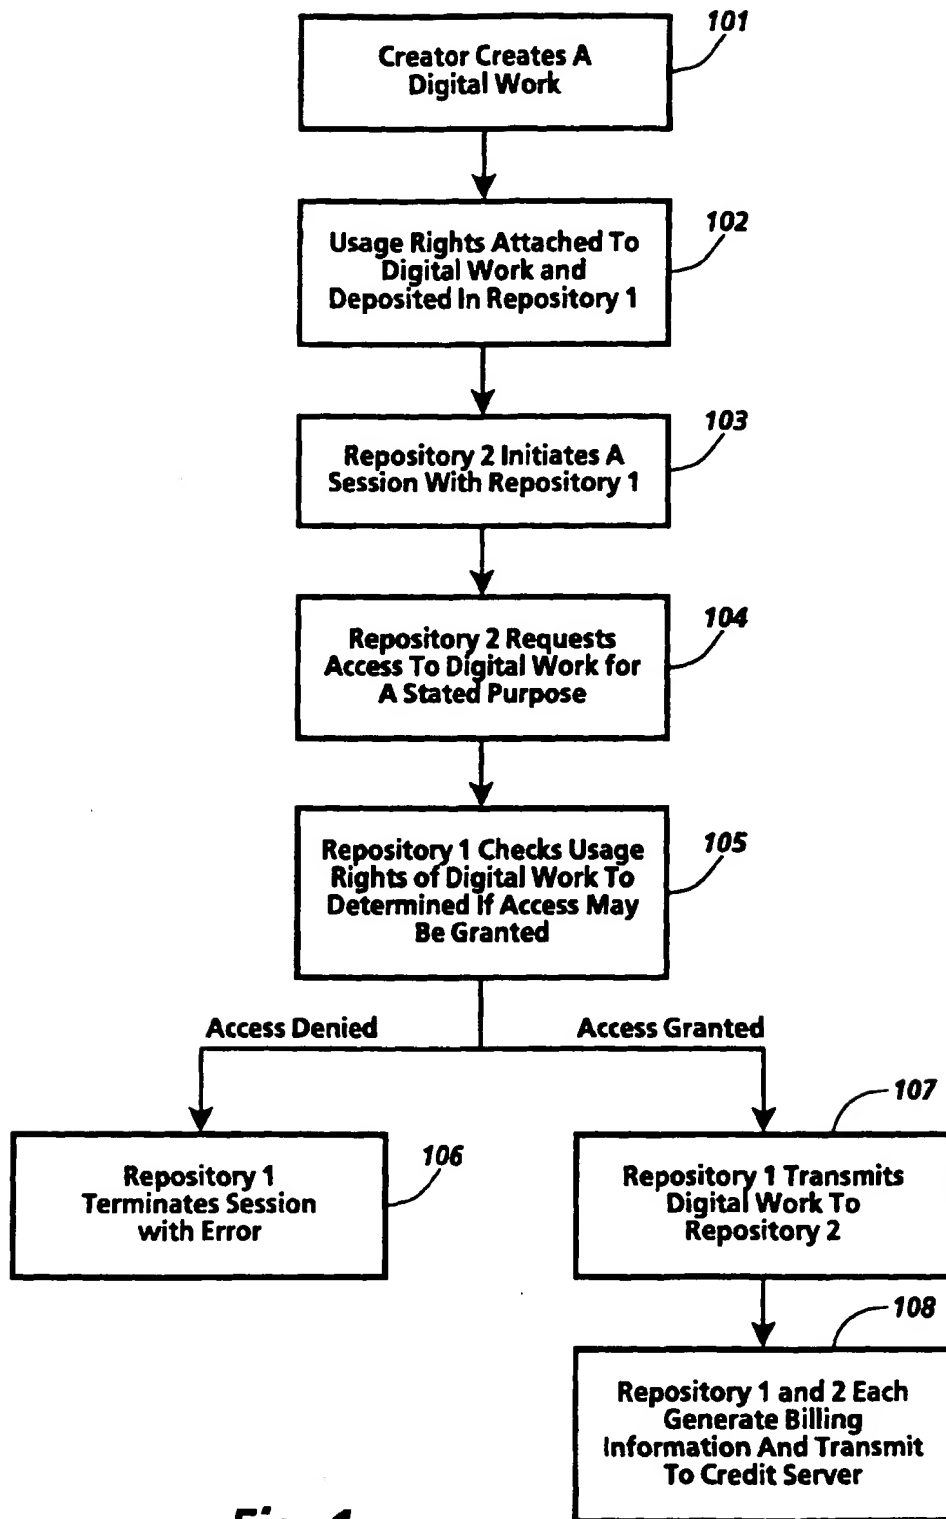 101
Creator Creates A
Digital Work
102
Usage Rights Attached To
Digital Work and
Deposited In Repository 1
103
Repository 2 Initiates A
Session With Repository 1
104
Repository 2 Requests
Access To Digital Work for
A Stated Purpose
105
Repository 1 Checks Usage
Rights of Digital Work To
Determined If Access May
Be Granted
Access Denied
Access Granted
106
Repository 1
Terminates Session
with Error
107
Repository 1 Transmits
Digital Work To
Repository 2
108
Repository 1 and 2 Each
Generate Billing
Information And Transmit
To Credit Server